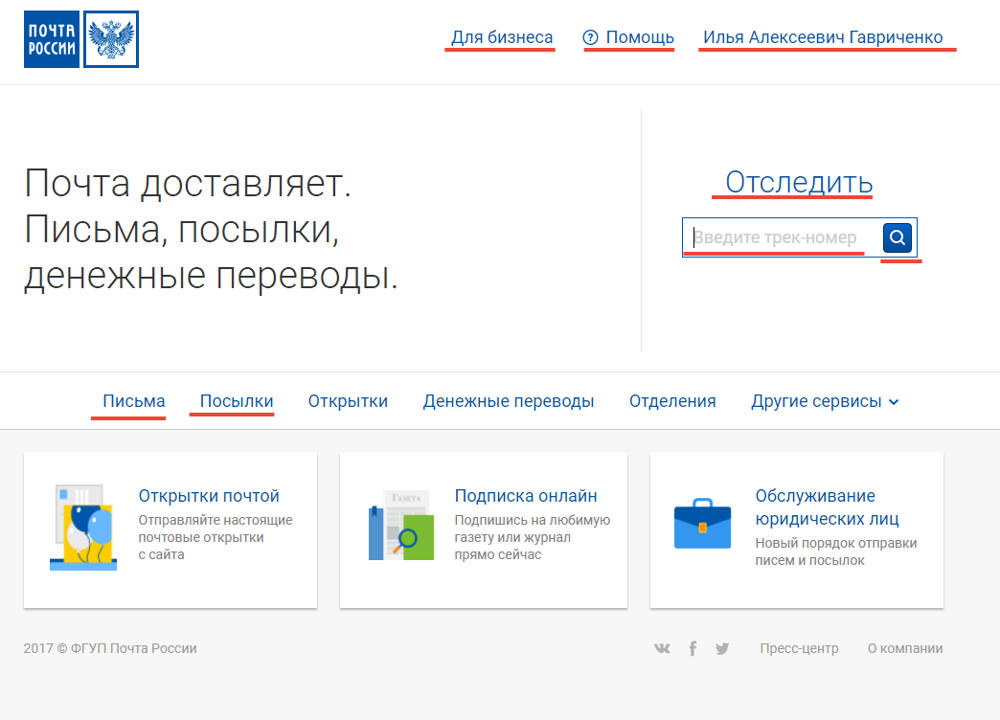 ПОЧТА
РОССИИ
Для бизнеса
Помощь
Илья Алексеевич Гавриченко
Почта доставляет.
Письма, посылки,
денежные переводы.
Отследить
Введите трек-номер
Письма
Посылки
Открытки
Денежные переводы
Отделения
Другие сервисы
Открытки почтой
Отправляйте настоящие
почтовые открытки
с сайта
ГАЗЕТА
Подписка онлайн
Подпишись на любимую
газету или журнал
прямо сейчас
Обслуживание
юридических лиц
Новый порядок отправки
писем и посылок
2017 © ФГУП Почта России
Пресс-центр
О компании